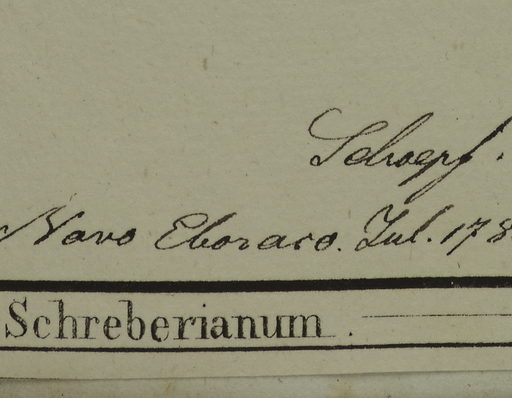 Schoepf.
Novo Eboraco. Jul. 178
Schreberianum.